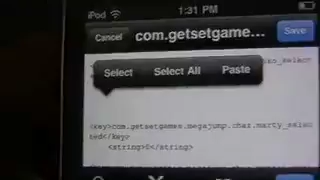 iPod 1:31 PM
Cancel com.getsetgame... Save
Select Select All Paste
<key>com.getsetgames.megajump.char.marty_selec
ted</key>
<string>0</string>